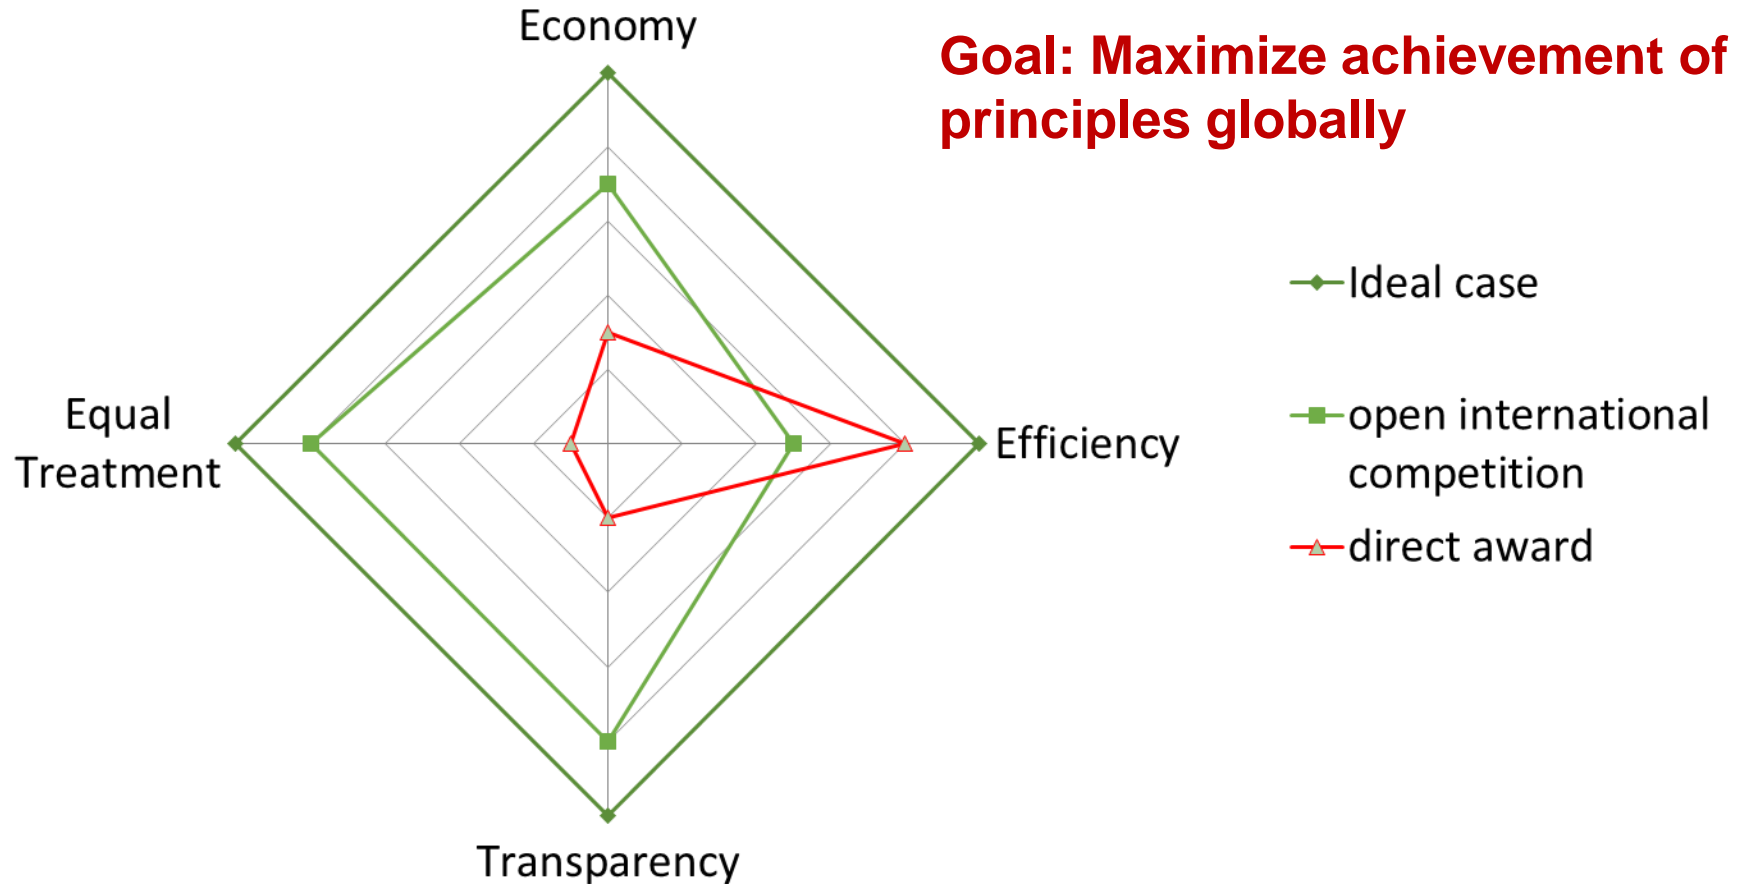 Economy
Goal: Maximize achievement of
principles globally
Ideal case
Equal
Treatment
Efficiency
open international
competition
direct award
Transparency